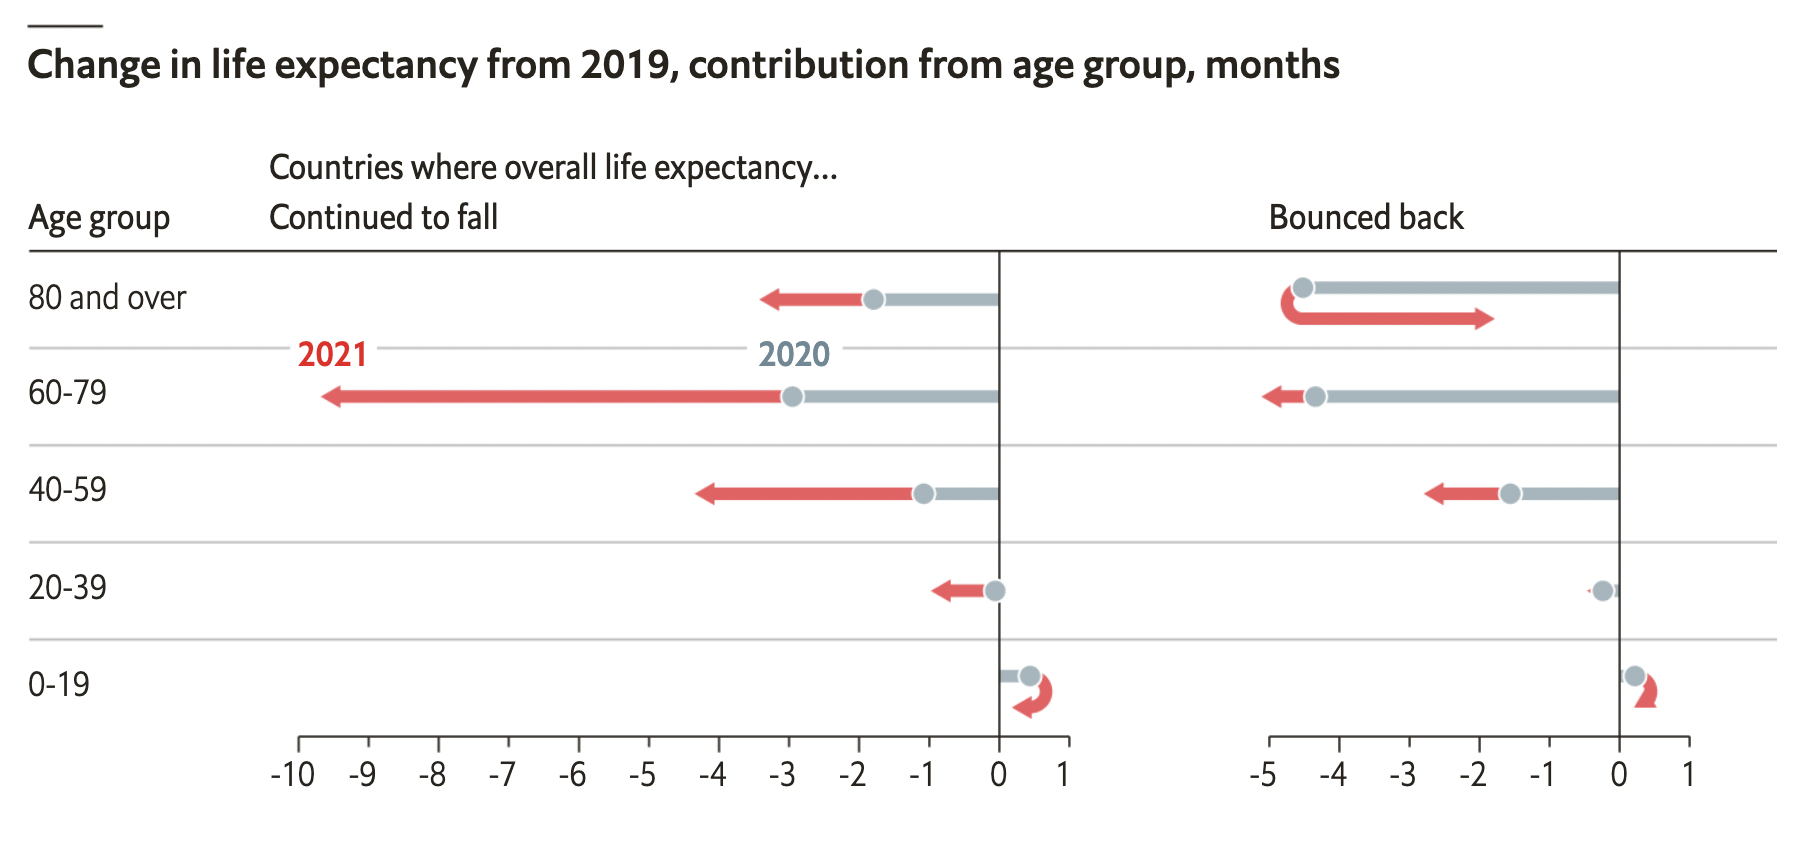 Change in life expectancy from 2019, contribution from age group, months
Countries where overall life expectancy...
Age group Continued to fall Bounced back
80 and over
2021 2020
60-79
40-59
20-39
0-19
-10 -9 -8 -7 -6 -5 -4 -3 -2 -1 0 1 -5 -4 -3 -2 -1 0 1